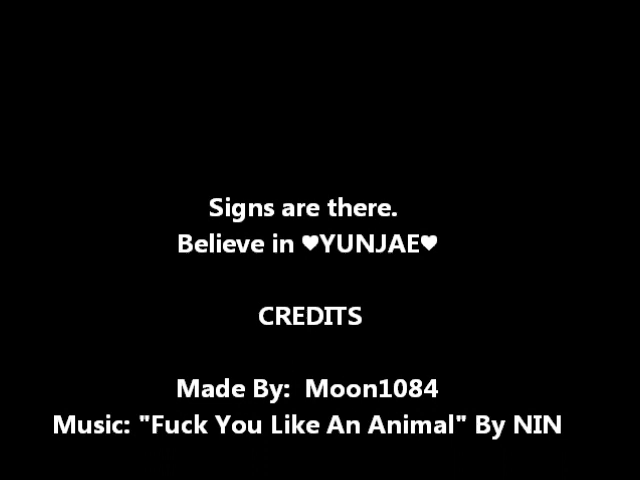 Signs are there.
Believe in ♥YUNJAE♥
CREDITS
Made By: Moon1084
Music: "Fuck You Like An Animal" By NIN